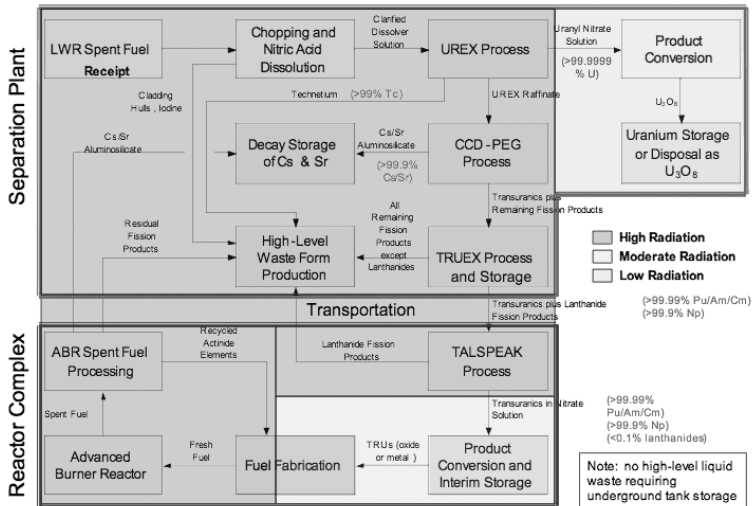 Separation Plant
Reactor Complex
LWR Spent Fuel
Receipt
Chopping and
Nitric Acid
Dissolution
Clarified
Dissolver
Solution
UREX Process
Uranyl Nitrate
Solution
(>99.9999
% U)
Product
Conversion
U3O8
Uranium Storage
or Disposal as
U3O8
Cladding
Hulls , Iodine
Technetium
(>99% Tc)
UREX Raffinate
Cs/Sr
Aluminosilicate
Decay Storage
of Cs & Sr
Cs/Sr
Aluminosilicate
(>99.9%
Cs/Sr)
CCD -PEG
Process
Transuranics plus
Remaining Fission Products
Residual
Fission
Products
High -Level
Waste Form
Production
All
Remaining
Fission
Products
except
Lanthanides
TRUEX Process
and Storage
High Radiation
Moderate Radiation
Low Radiation
Transportation
Transuranics plus Lanthanide
Fission Products
(>99.99% Pu/Am/Cm)
(>99.9% Np)
ABR Spent Fuel
Processing
Recycled
Actinide
Elements
Lanthanide Fission
Products
TALSPEAK
Process
Spent Fuel
Transuranics in Nitrate
Solution
(>99.99%
Pu/Am/Cm)
(>99.9% Np)
(<0.1% lanthanides)
Advanced
Burner Reactor
Fresh
Fuel
Fuel Fabrication
TRUs (oxide
or metal )
Product
Conversion and
Interim Storage
Note: no high-level liquid
waste requiring
underground tank storage